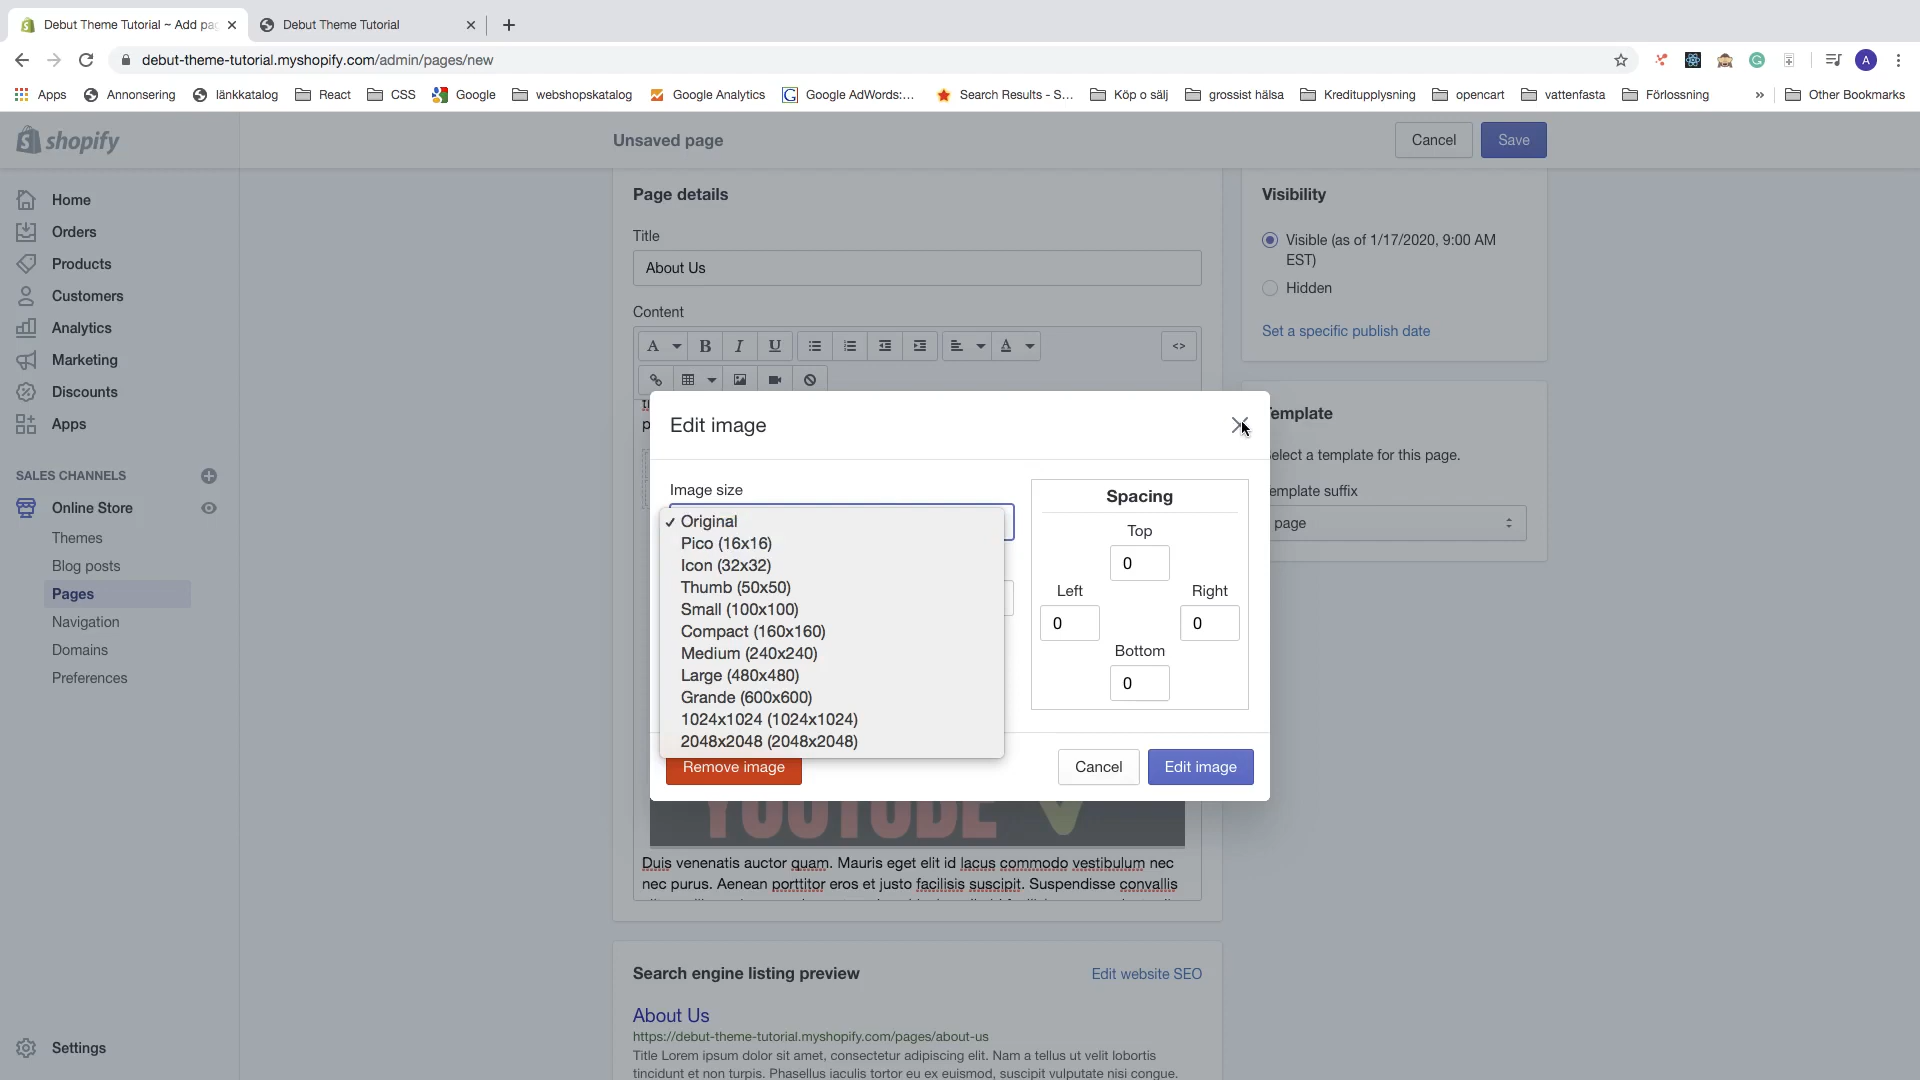 Debut Theme Tutorial ~ Add pa
Debut Theme Tutorial
debut-theme-tutorial.myshopify.com/admin/pages/new
A
Apps
Annonsering
länkkatalog
React
CSS
Google
webshopskatalog
Google Analytics
Google AdWords:...
Search Results - S...
Köp o sälj
grossist hälsa
Kreditupplysning
opencart
vattenfasta
Förlossning
»
Other Bookmarks
shopify
Unsaved page
Cancel
Save
Home
Orders
Products
Customers
Analytics
Marketing
Discounts
Apps
SALES CHANNELS
Online Store
Themes
Blog posts
Pages
Navigation
Domains
Preferences
Settings
Page details
Title
About Us
Content
A B I U
A
<>
Visibility
Visible (as of 1/17/2020, 9:00 AM
EST)
Hidden
Set a specific publish date
emplate
elect a template for this page.
emplate suffix
page
Edit image
Image size
✓ Original
Pico (16x16)
Icon (32x32)
Thumb (50x50)
Small (100x100)
Compact (160x160)
Medium (240x240)
Large (480x480)
Grande (600x600)
1024x1024 (1024x1024)
2048x2048 (2048x2048)
Spacing
Top
0
Left
Right
0
0
Bottom
0
Remove image
Cancel
Edit image
YOUTUBE
Duis venenatis auctor quam. Mauris eget elit id lacus commodo vestibulum nec
nec purus. Aenean porttitor eros et justo facilisis suscipit. Suspendisse convallis
Search engine listing preview
Edit website SEO
About Us
https://debut-theme-tutorial.myshopify.com/pages/about-us
Title Lorem ipsum dolor sit amet, consectetur adipiscing elit. Nam a tellus ut velit lobortis
tincidunt et non turpis. Phasellus iaculis tortor eu ex euismod, suscipit vulputate nisi congue.